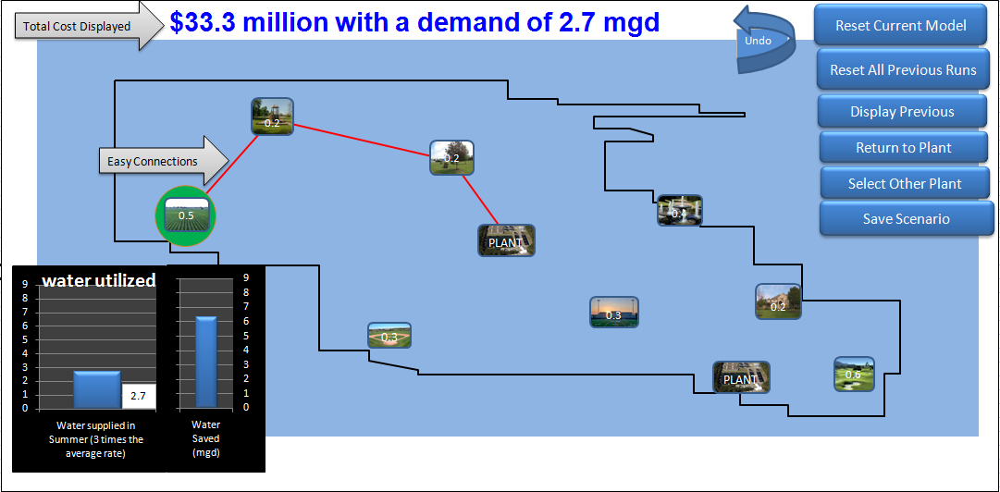 Total Cost Displayed
$33.3 million with a demand of 2.7 mgd
Undo
Reset Current Model
Reset All Previous Runs
Display Previous
Return to Plant
Select Other Plant
Save Scenario
0.2
0.2
Easy Connections
0.5
0.4
PLANT
0.2
0.3
0.3
PLANT
0.6
water utilized
9
8
7
6
5
4
3
2
1
0
2.7
Water supplied in
Summer (3 times the
average rate)
9
8
7
6
5
4
3
2
1
0
Water
Saved
(mgd)